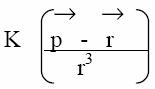 K ( (p⃗ - r⃗) / r³ )